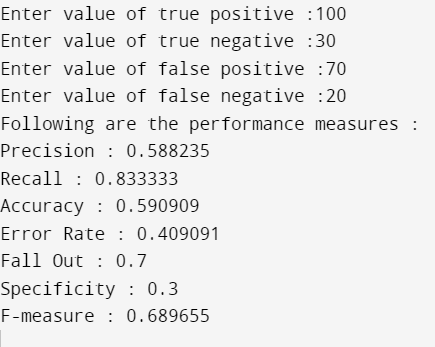 Enter value of true positive :100
Enter value of true negative :30
Enter value of false positive :70
Enter value of false negative :20
Following are the performance measures :
Precision : 0.588235
Recall : 0.833333
Accuracy : 0.590909
Error Rate : 0.409091
Fall Out : 0.7
Specificity : 0.3
F-measure : 0.689655